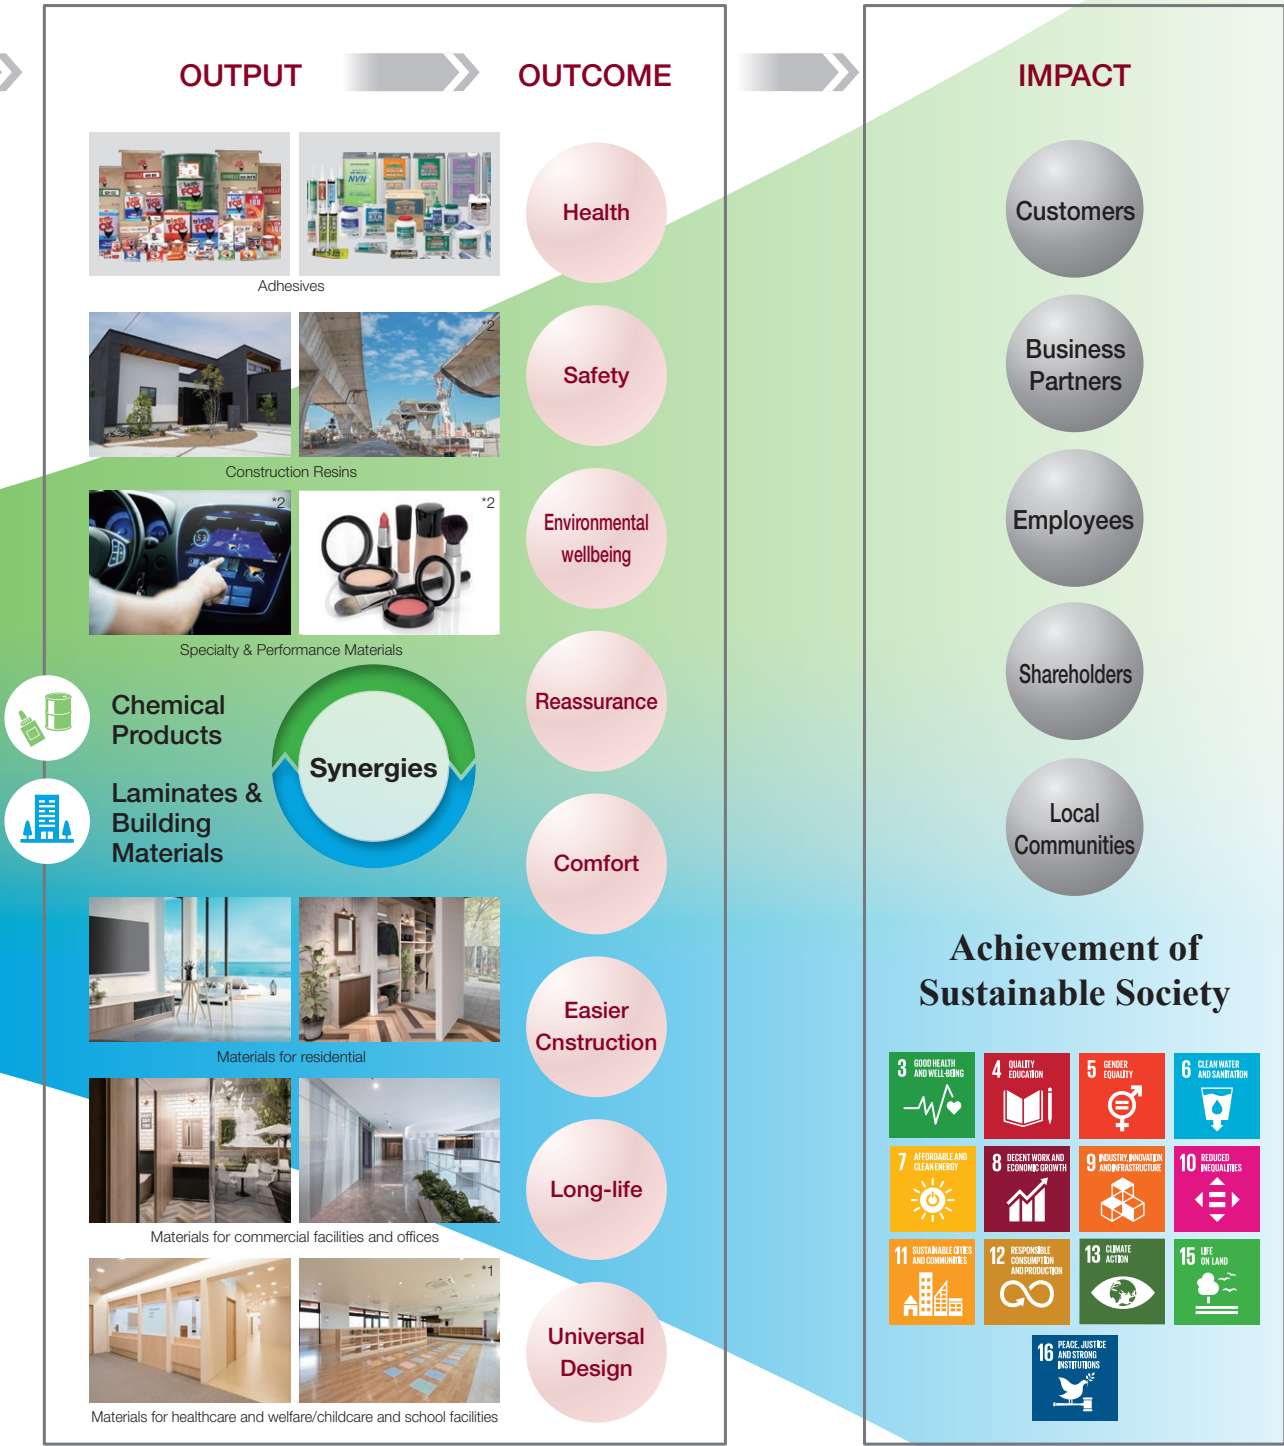 OUTPUT
OUTCOME
IMPACT
Adhesives
*2
Construction Resins
*2
*2
Specialty & Performance Materials
Chemical
Products
Laminates &
Building
Materials
Synergies
Materials for residential
Materials for commercial facilities and offices
*1
Materials for healthcare and welfare/childcare and school facilities
Health
Safety
Environmental
wellbeing
Reassurance
Comfort
Easier
Cnstruction
Long-life
Universal
Design
Customers
Business
Partners
Employees
Shareholders
Local
Communities
Achievement of
Sustainable Society
3 GOOD HEALTH
AND WELL-BEING
4 QUALITY
EDUCATION
5 GENDER
EQUALITY
6 CLEAN WATER
AND SANITATION
7 AFFORDABLE AND
CLEAN ENERGY
8 DECENT WORK AND
ECONOMIC GROWTH
9 INDUSTRY, INNOVATION
AND INFRASTRUCTURE
10 REDUCED
INEQUALITIES
11 SUSTAINABLE CITIES
AND COMMUNITIES
12 RESPONSIBLE
CONSUMPTION
AND PRODUCTION
13 CLIMATE
ACTION
15 LIFE
ON LAND
16 PEACE, JUSTICE
AND STRONG
INSTITUTIONS